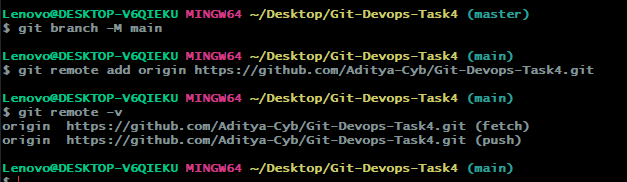 Lenovo@DESKTOP-V6QIEKU MINGW64 ~/Desktop/Git-Devops-Task4 (master)
$ git branch -M main
Lenovo@DESKTOP-V6QIEKU MINGW64 ~/Desktop/Git-Devops-Task4 (main)
$ git remote add origin https://github.com/Aditya-Cyb/Git-Devops-Task4.git
Lenovo@DESKTOP-V6QIEKU MINGW64 ~/Desktop/Git-Devops-Task4 (main)
$ git remote -v
origin  https://github.com/Aditya-Cyb/Git-Devops-Task4.git (fetch)
origin  https://github.com/Aditya-Cyb/Git-Devops-Task4.git (push)
Lenovo@DESKTOP-V6QIEKU MINGW64 ~/Desktop/Git-Devops-Task4 (main)
$